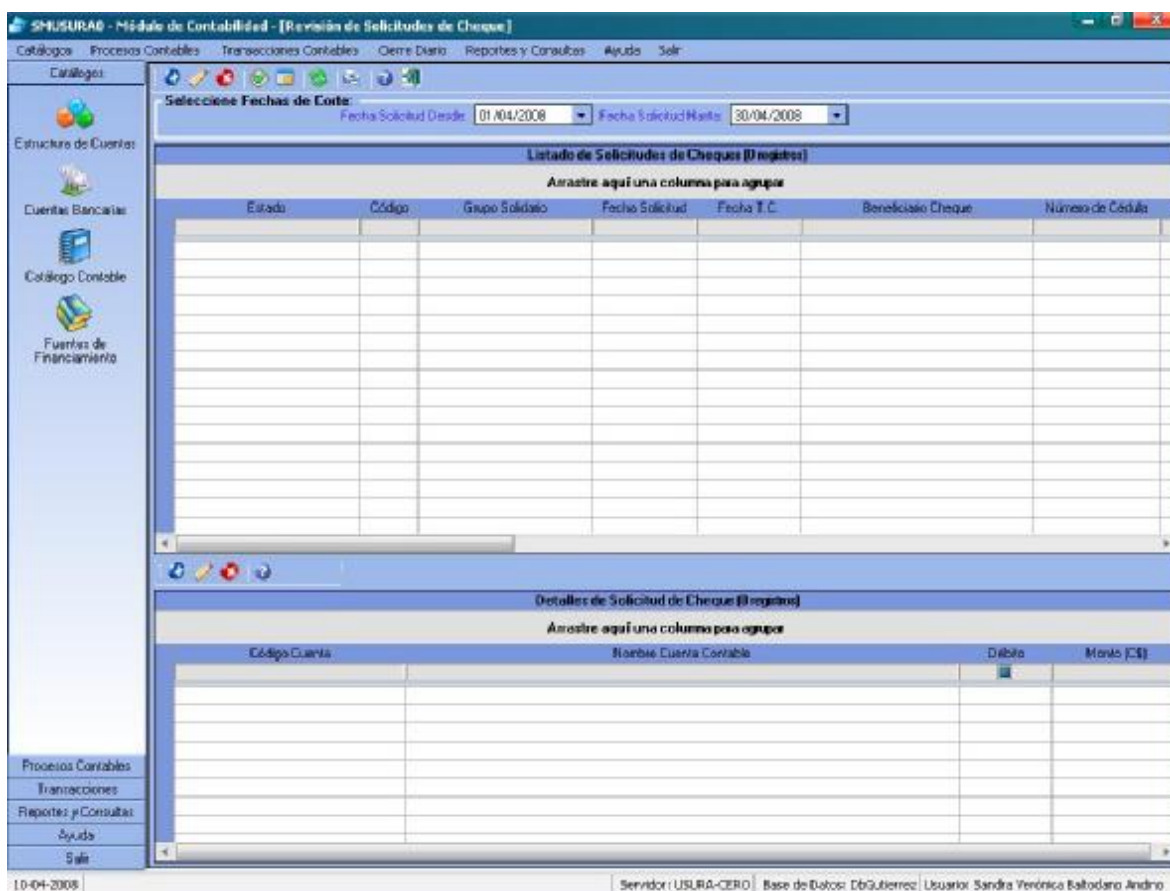 SMUSURA0 - Módulo de Contabilidad - [Revisión de Solicitudes de Cheque]
Catálogos Procesos Contables Transacciones Contables Cierre Diario Reportes y Consultas Ayuda Salir
Catálogos
Estructura de Cuentas
Cuentas Bancarias
Catálogo Contable
Fuentes de
Financiamiento
Procesos Contables
Transacciones
Reportes y Consultas
Ayuda
Salir
Seleccione Fechas de Corte:
Fecha Solicitud Desde: 01/04/2008 Fecha Solicitud Hasta: 30/04/2008
Listado de Solicitudes de Cheques (0 registros)
Arrastre aquí una columna para agrupar
Estado Código Grupo Solidario Fecha Solicitud Fecha T.C. Beneficiario Cheque Número de Cédula
Detalles de Solicitud de Cheque (0 registros)
Arrastre aquí una columna para agrupar
Código Cuenta Nombre Cuenta Contable Débito Monto (C$)
10-04-2008 Servidor: USURA-CERO Base de Datos: DbGutierrez Usuario: Sandra Verónica Baltodano Andino